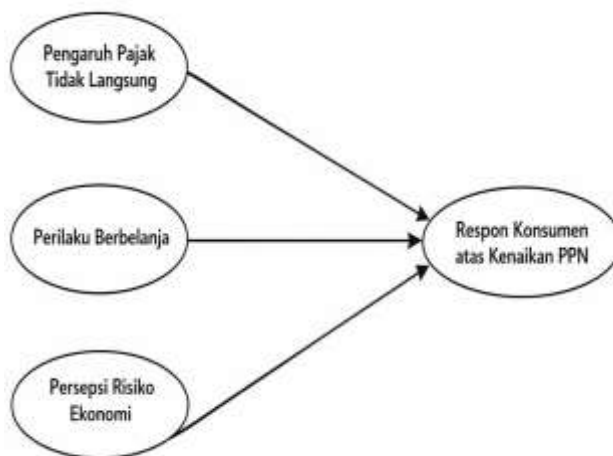 Pengaruh Pajak
Tidak Langsung
Perilaku Berbelanja
Respon Konsumen
atas Kenaikan PPN
Persepsi Risiko
Ekonomi